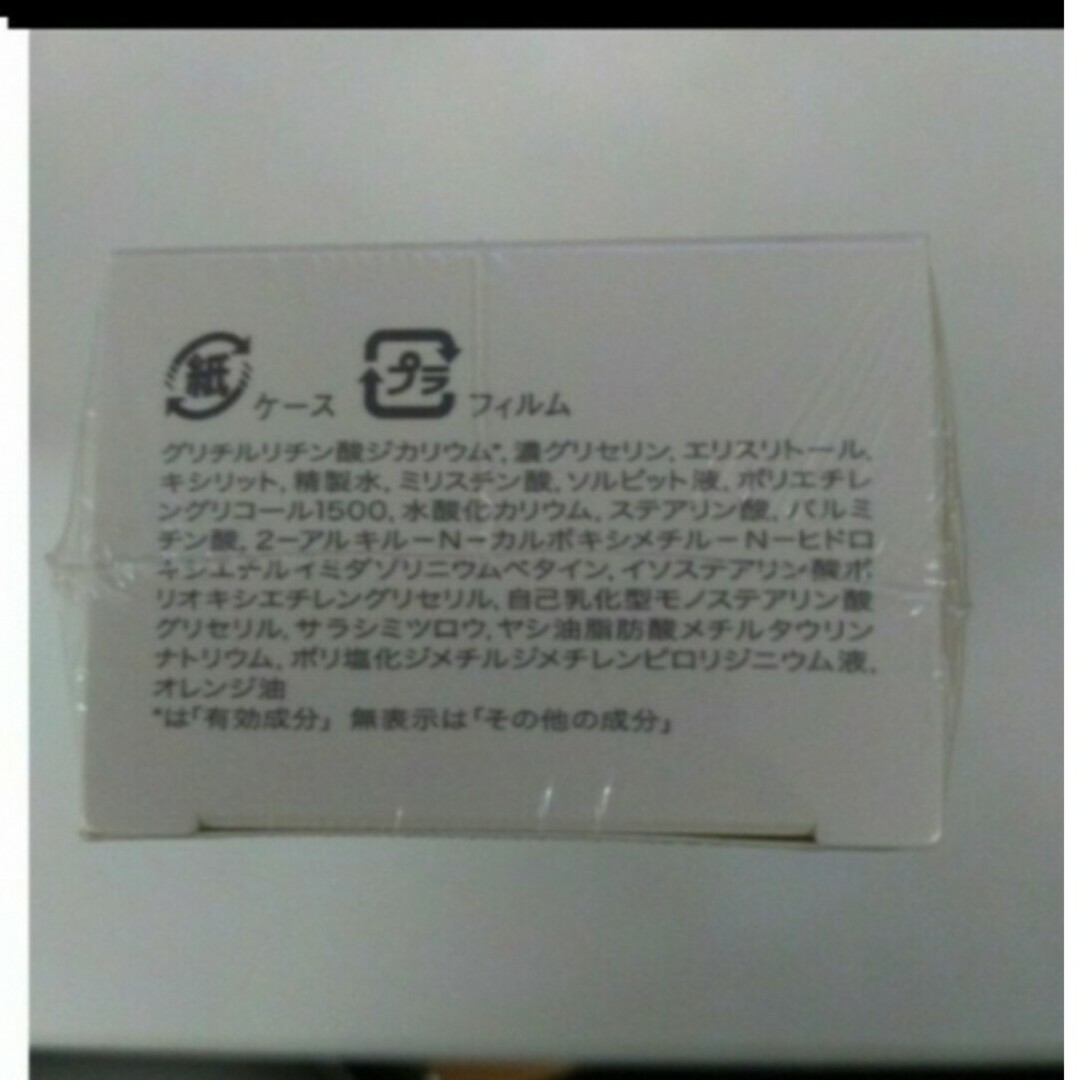 紙 ケース プラ フィルム
グリチルリチン酸ジカリウム*、濃グリセリン、エリスリトール、
キシリット、精製水、ミリスチン酸、ソルビット液、ポリエチレ
ングリコール1500、水酸化カリウム、ステアリン酸、パルミ
チン酸、2ーアルキルーNーカルボキシメチルーNーヒドロ
キシエチルイミダゾリニウムベタイン、イソステアリン酸ポ
リオキシエチレングリセリル、自己乳化型モノステアリン酸
グリセリル、サラシミツロウ、ヤシ油脂肪酸メチルタウリン
ナトリウム、ポリ塩化ジメチルジメチレンピロリジニウム液、
オレンジ油
*は「有効成分」 無表示は「その他の成分」